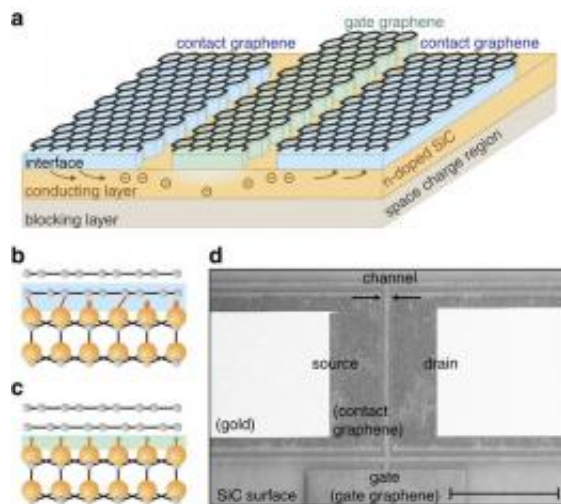 a
gate graphene
contact graphene
contact graphene
interface
conducting layer
blocking layer
n-doped SiC
space charge region
b
c
d
channel
source
drain
(gold)
(contact
graphene)
gate
(gate graphene)
SiC surface